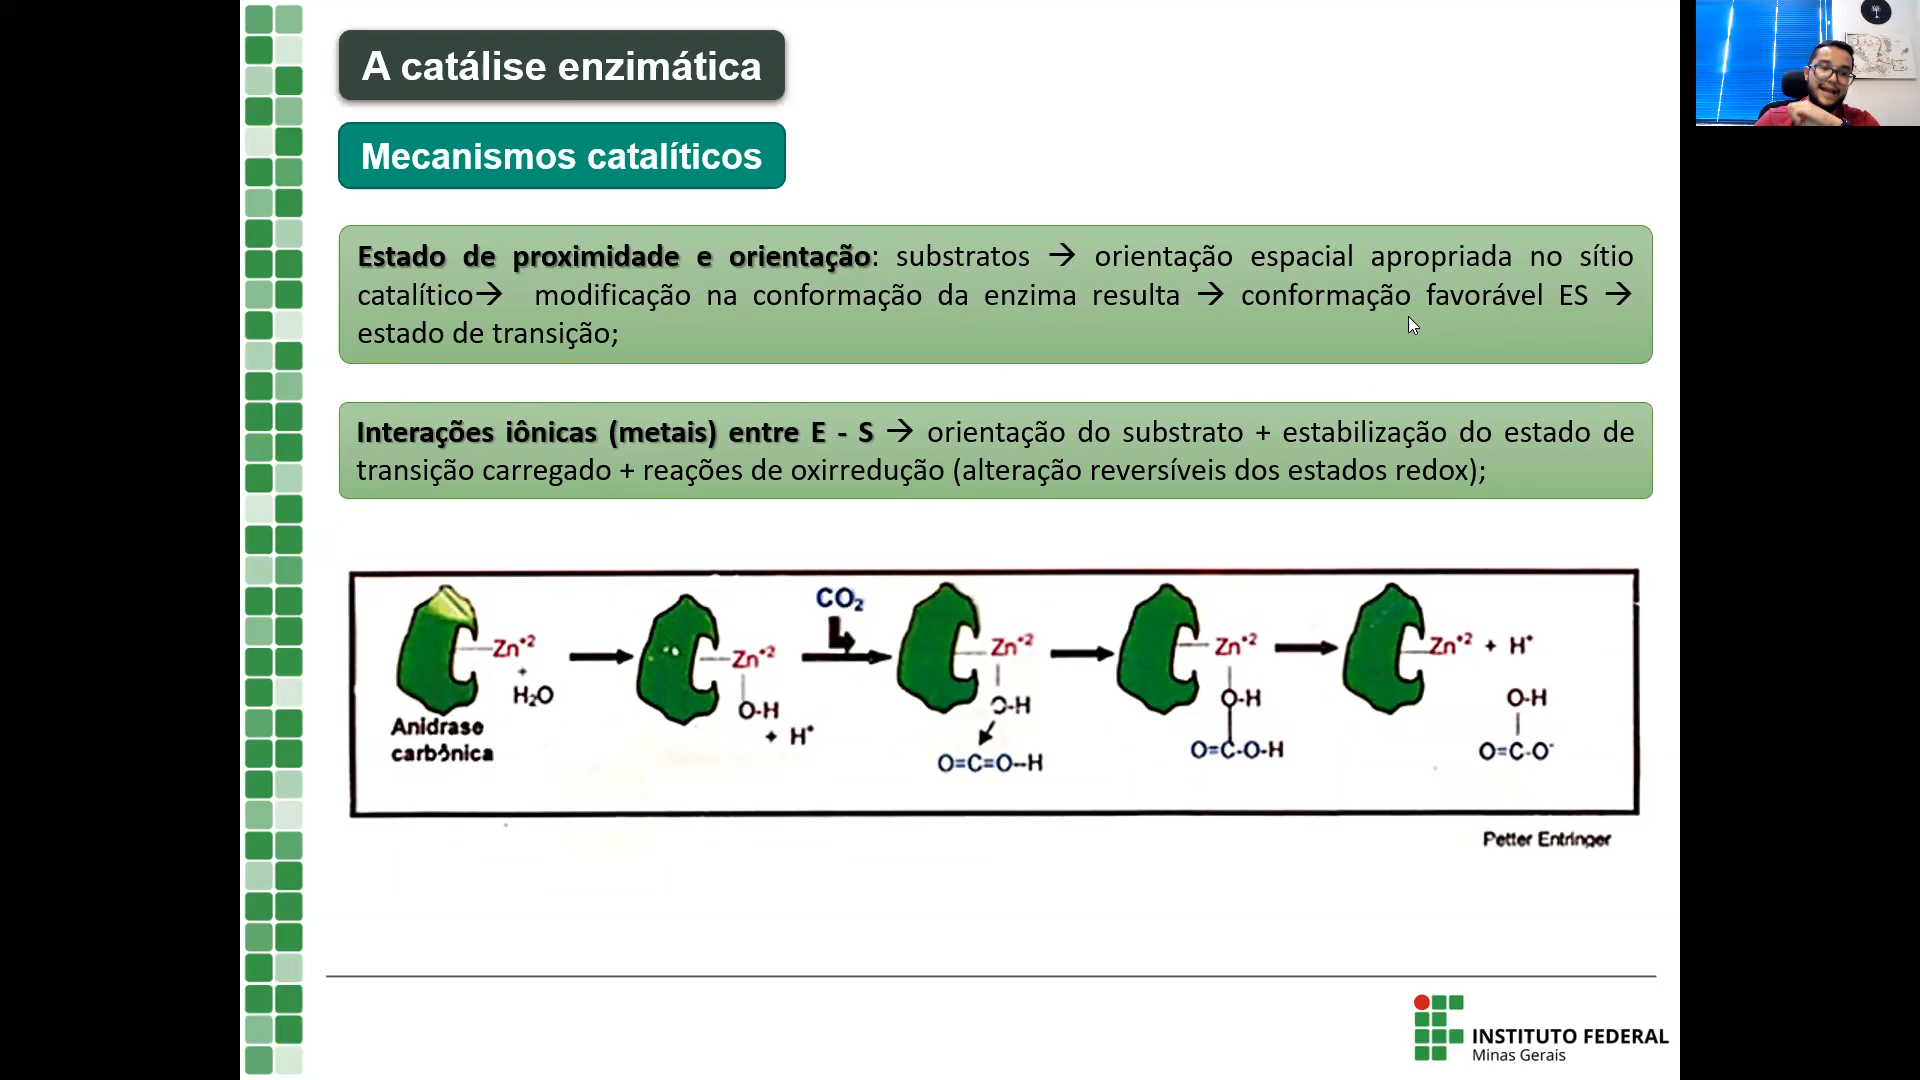 A catálise enzimática
Mecanismos catalíticos
Estado de proximidade e orientação: substratos → orientação espacial apropriada no sítio
catalítico→ modificação na conformação da enzima resulta → conformação favorável ES →
estado de transição;
Interações iônicas (metais) entre E - S → orientação do substrato + estabilização do estado de
transição carregado + reações de oxirredução (alteração reversíveis dos estados redox);
Zn+2
+
H₂O
Anidrase
carbônica
Zn+2
O-H
+ H+
CO₂
Zn+2
O-H
O=C=O--H
Zn+2
O-H
O=C-O-H
Zn+2 + H+
O-H
O=C-O-
Petter Entringer
INSTITUTO FEDERAL
Minas Gerais